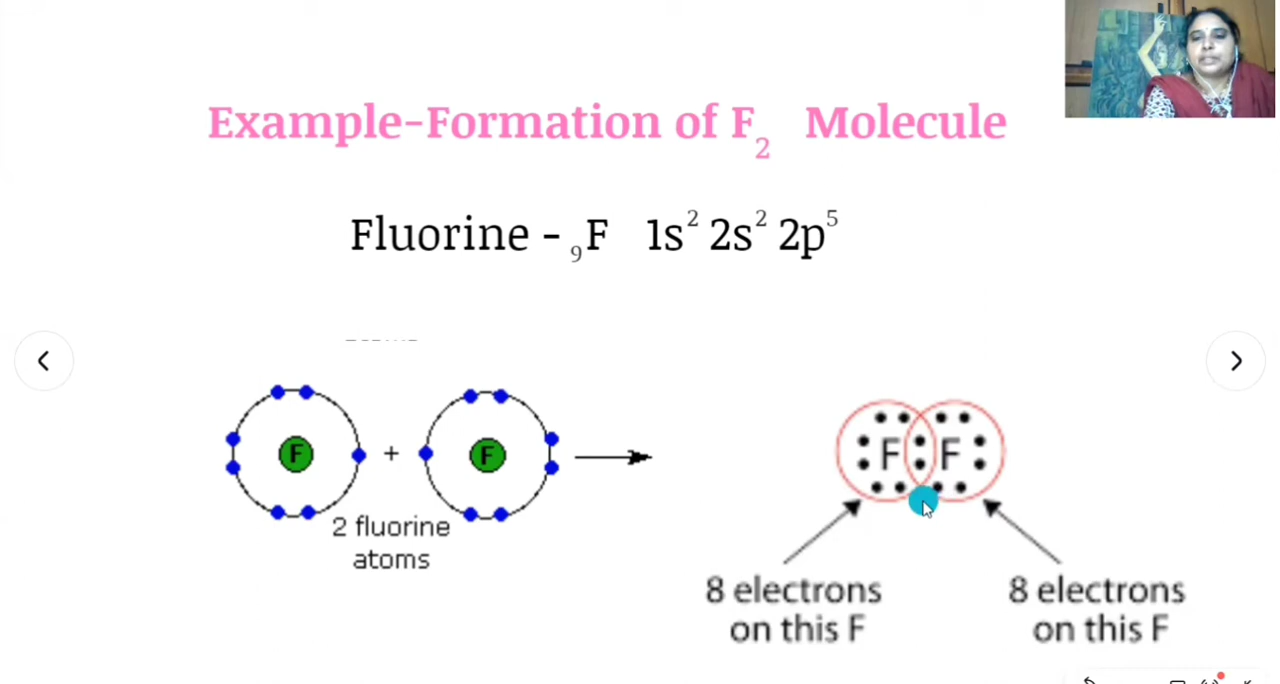 Example-Formation of F₂ Molecule
Fluorine - ₉F 1s² 2s² 2p⁵
F + F
F F
2 fluorine
atoms
8 electrons
on this F
8 electrons
on this F